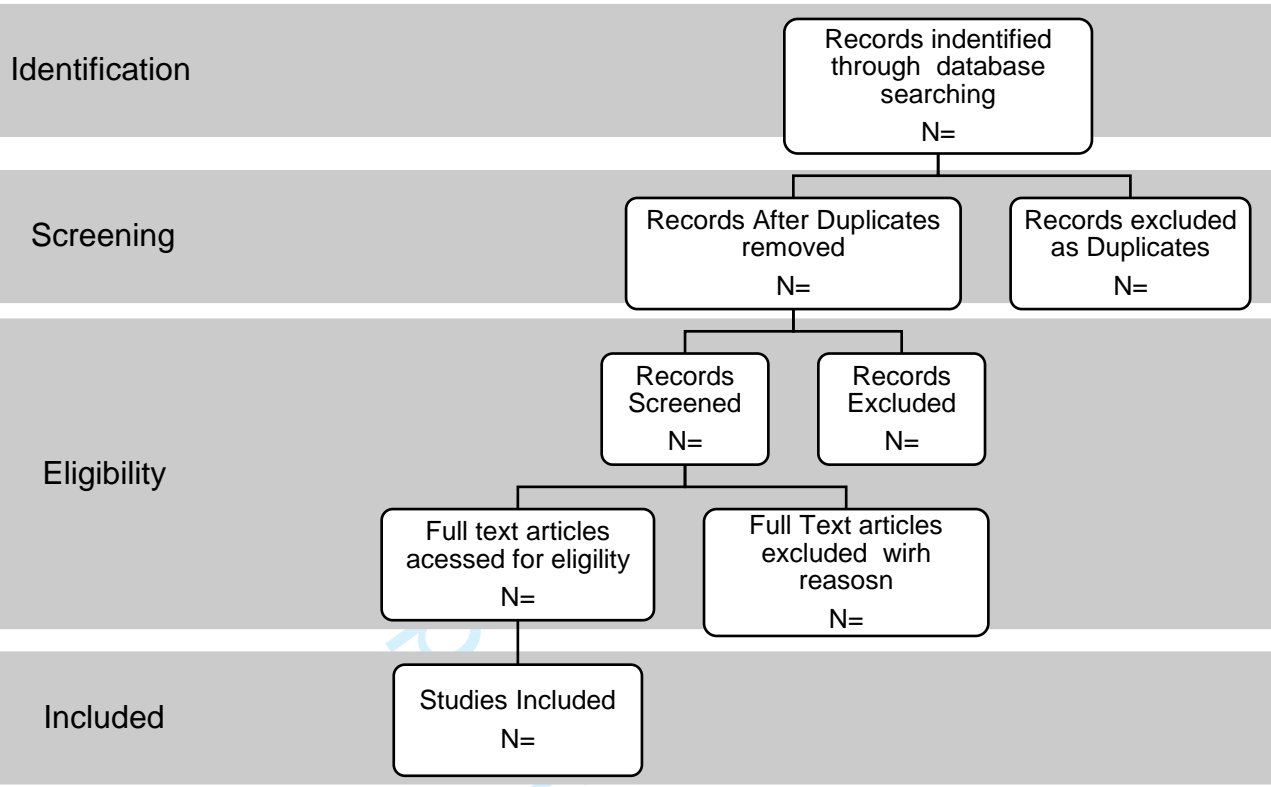 Identification
Records indentified
through database
searching
N=
Screening
Records After Duplicates
removed
N=
Records excluded
as Duplicates
N=
Eligibility
Records
Screened
N=
Records
Excluded
N=
Full text articles
acessed for eligility
N=
Full Text articles
excluded wirh
reasosn
N=
Included
Studies Included
N=